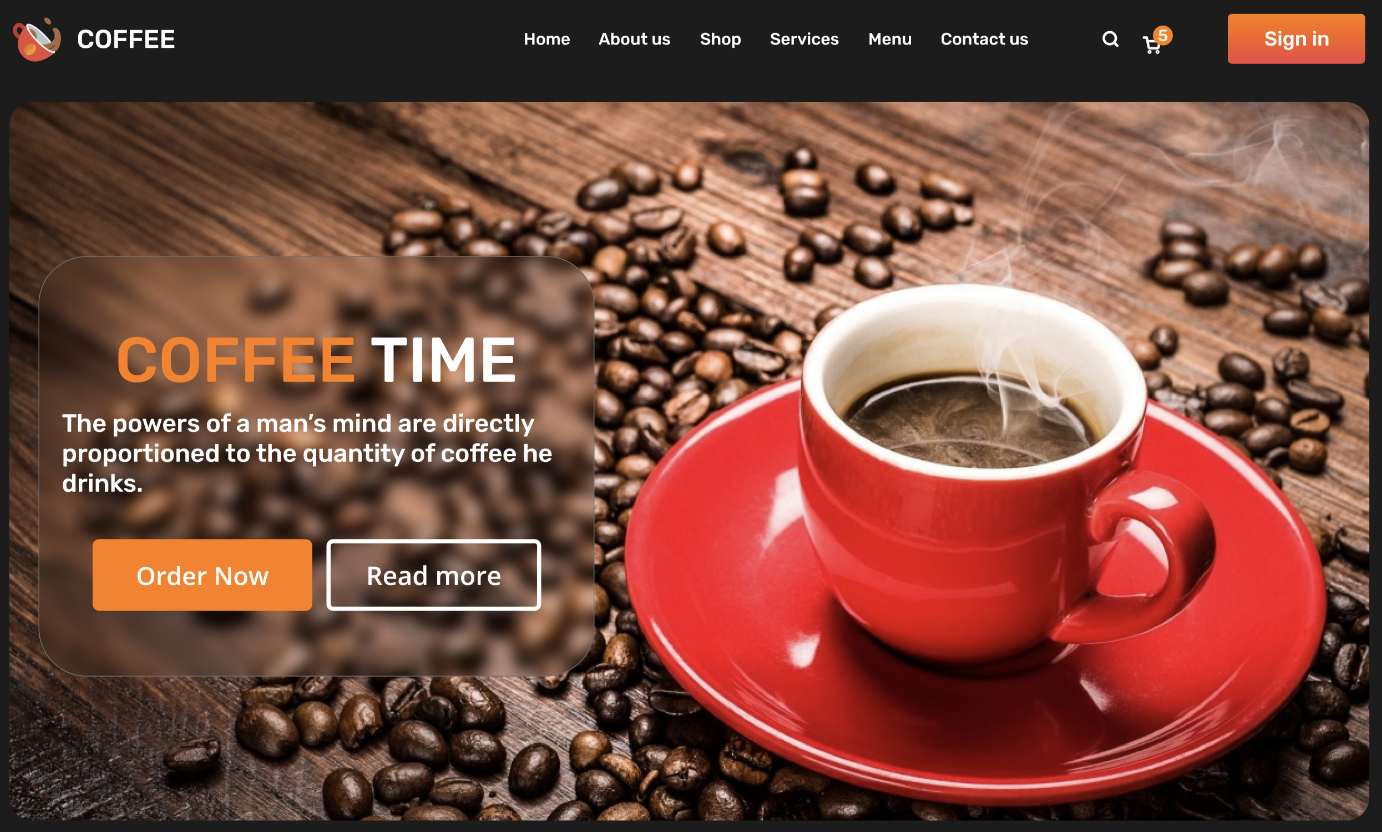 COFFEE
Home About us Shop Services Menu Contact us
5
Sign in
COFFEE TIME
The powers of a man’s mind are directly
proportioned to the quantity of coffee he
drinks.
Order Now
Read more